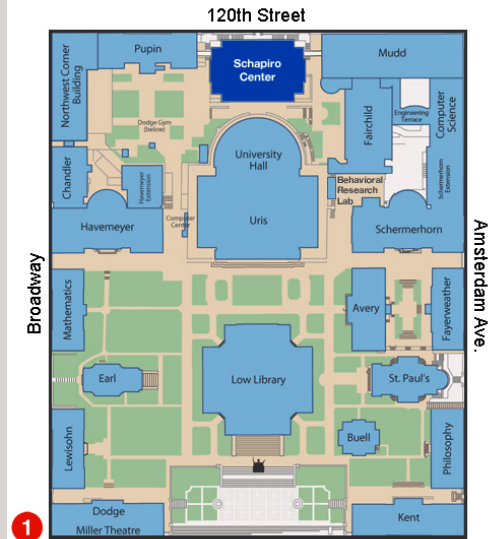 120th Street
Pupin
Schapiro
Center
Mudd
Northwest Corner
Building
Dodge Gym
(below)
University
Hall
Fairchild
Engineering
Terrace
Computer
Science
Chandler
Havemeyer
Extension
Behavioral
Research
Lab
Schermerhorn
Extension
Computer
Center
Uris
Havemeyer
Schermerhorn
Broadway
Amsterdam Ave.
Mathematics
Avery
Fayerweather
Earl
Low Library
St. Paul's
Lewisohn
Buell
Philosophy
1
Dodge
Miller Theatre
Kent